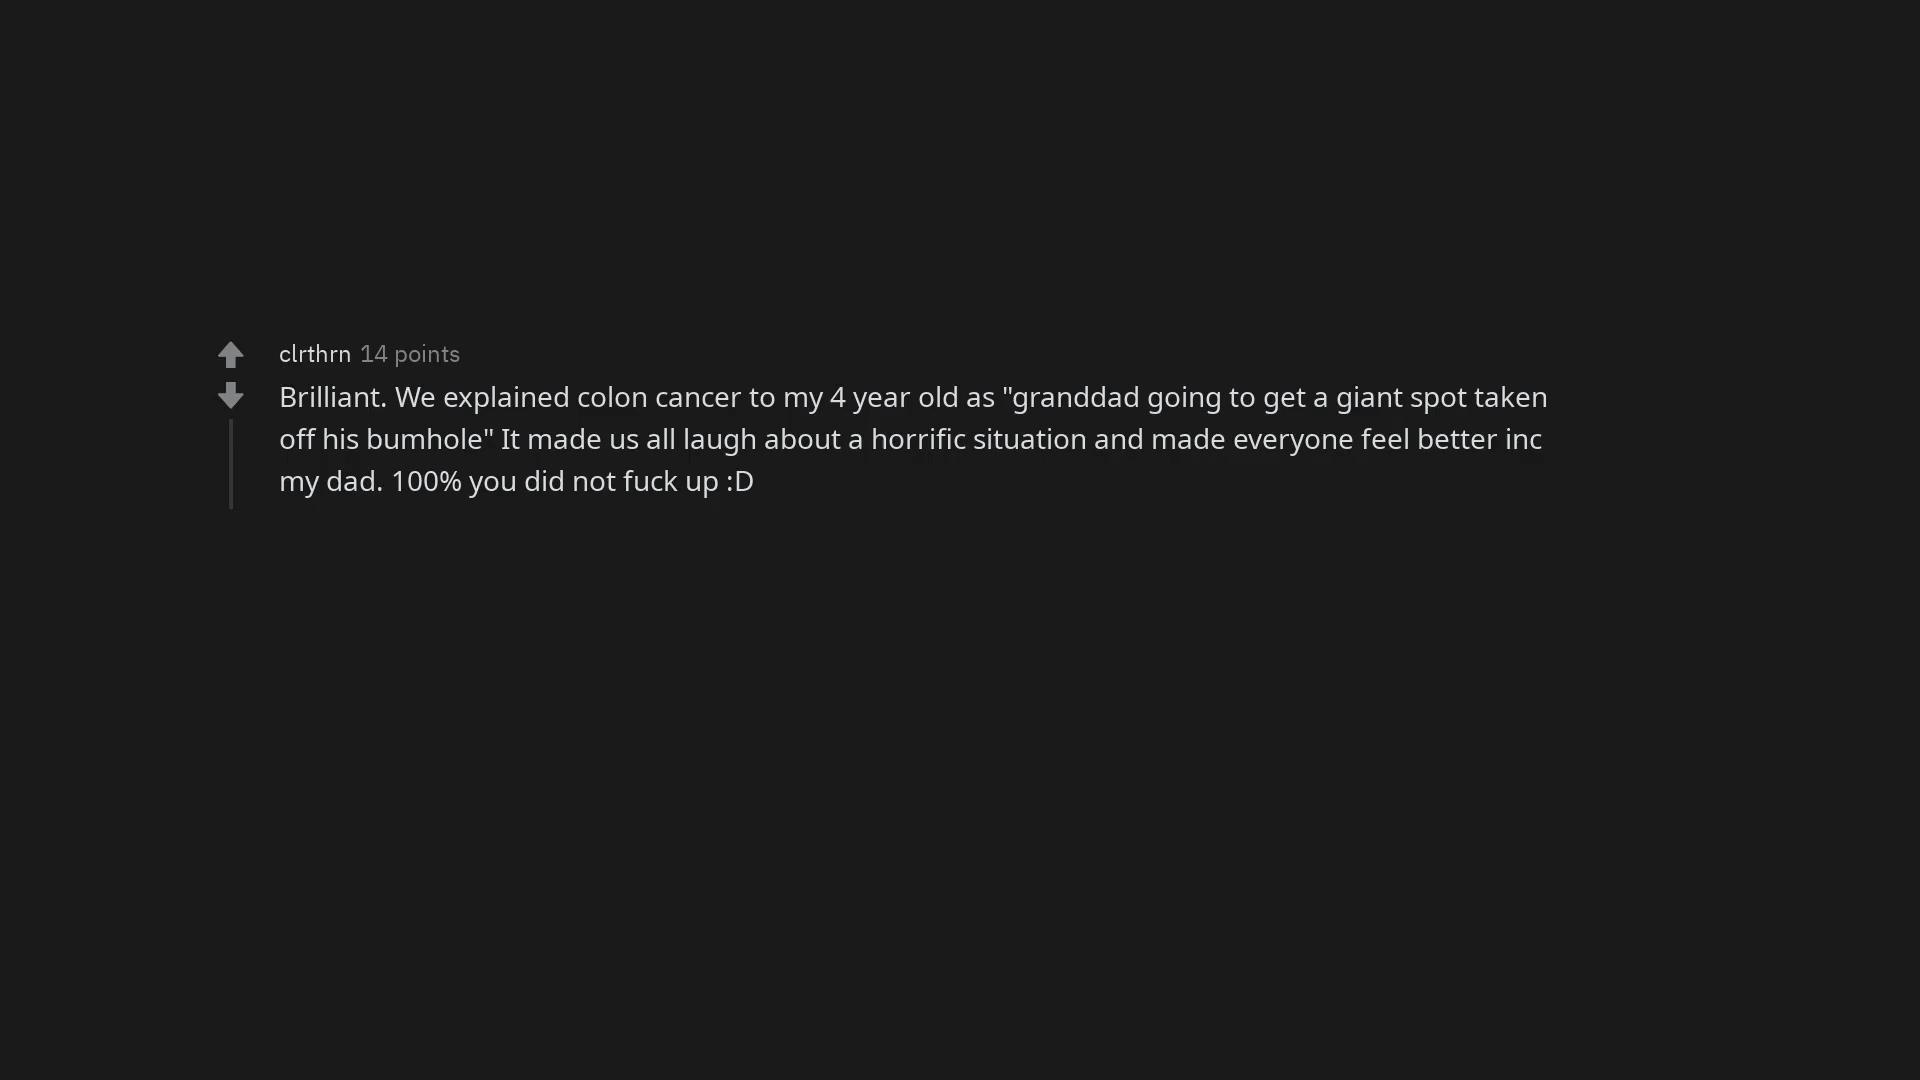 clrthrn 14 points
Brilliant. We explained colon cancer to my 4 year old as "granddad going to get a giant spot taken
off his bumhole" It made us all laugh about a horrific situation and made everyone feel better inc
my dad. 100% you did not fuck up :D